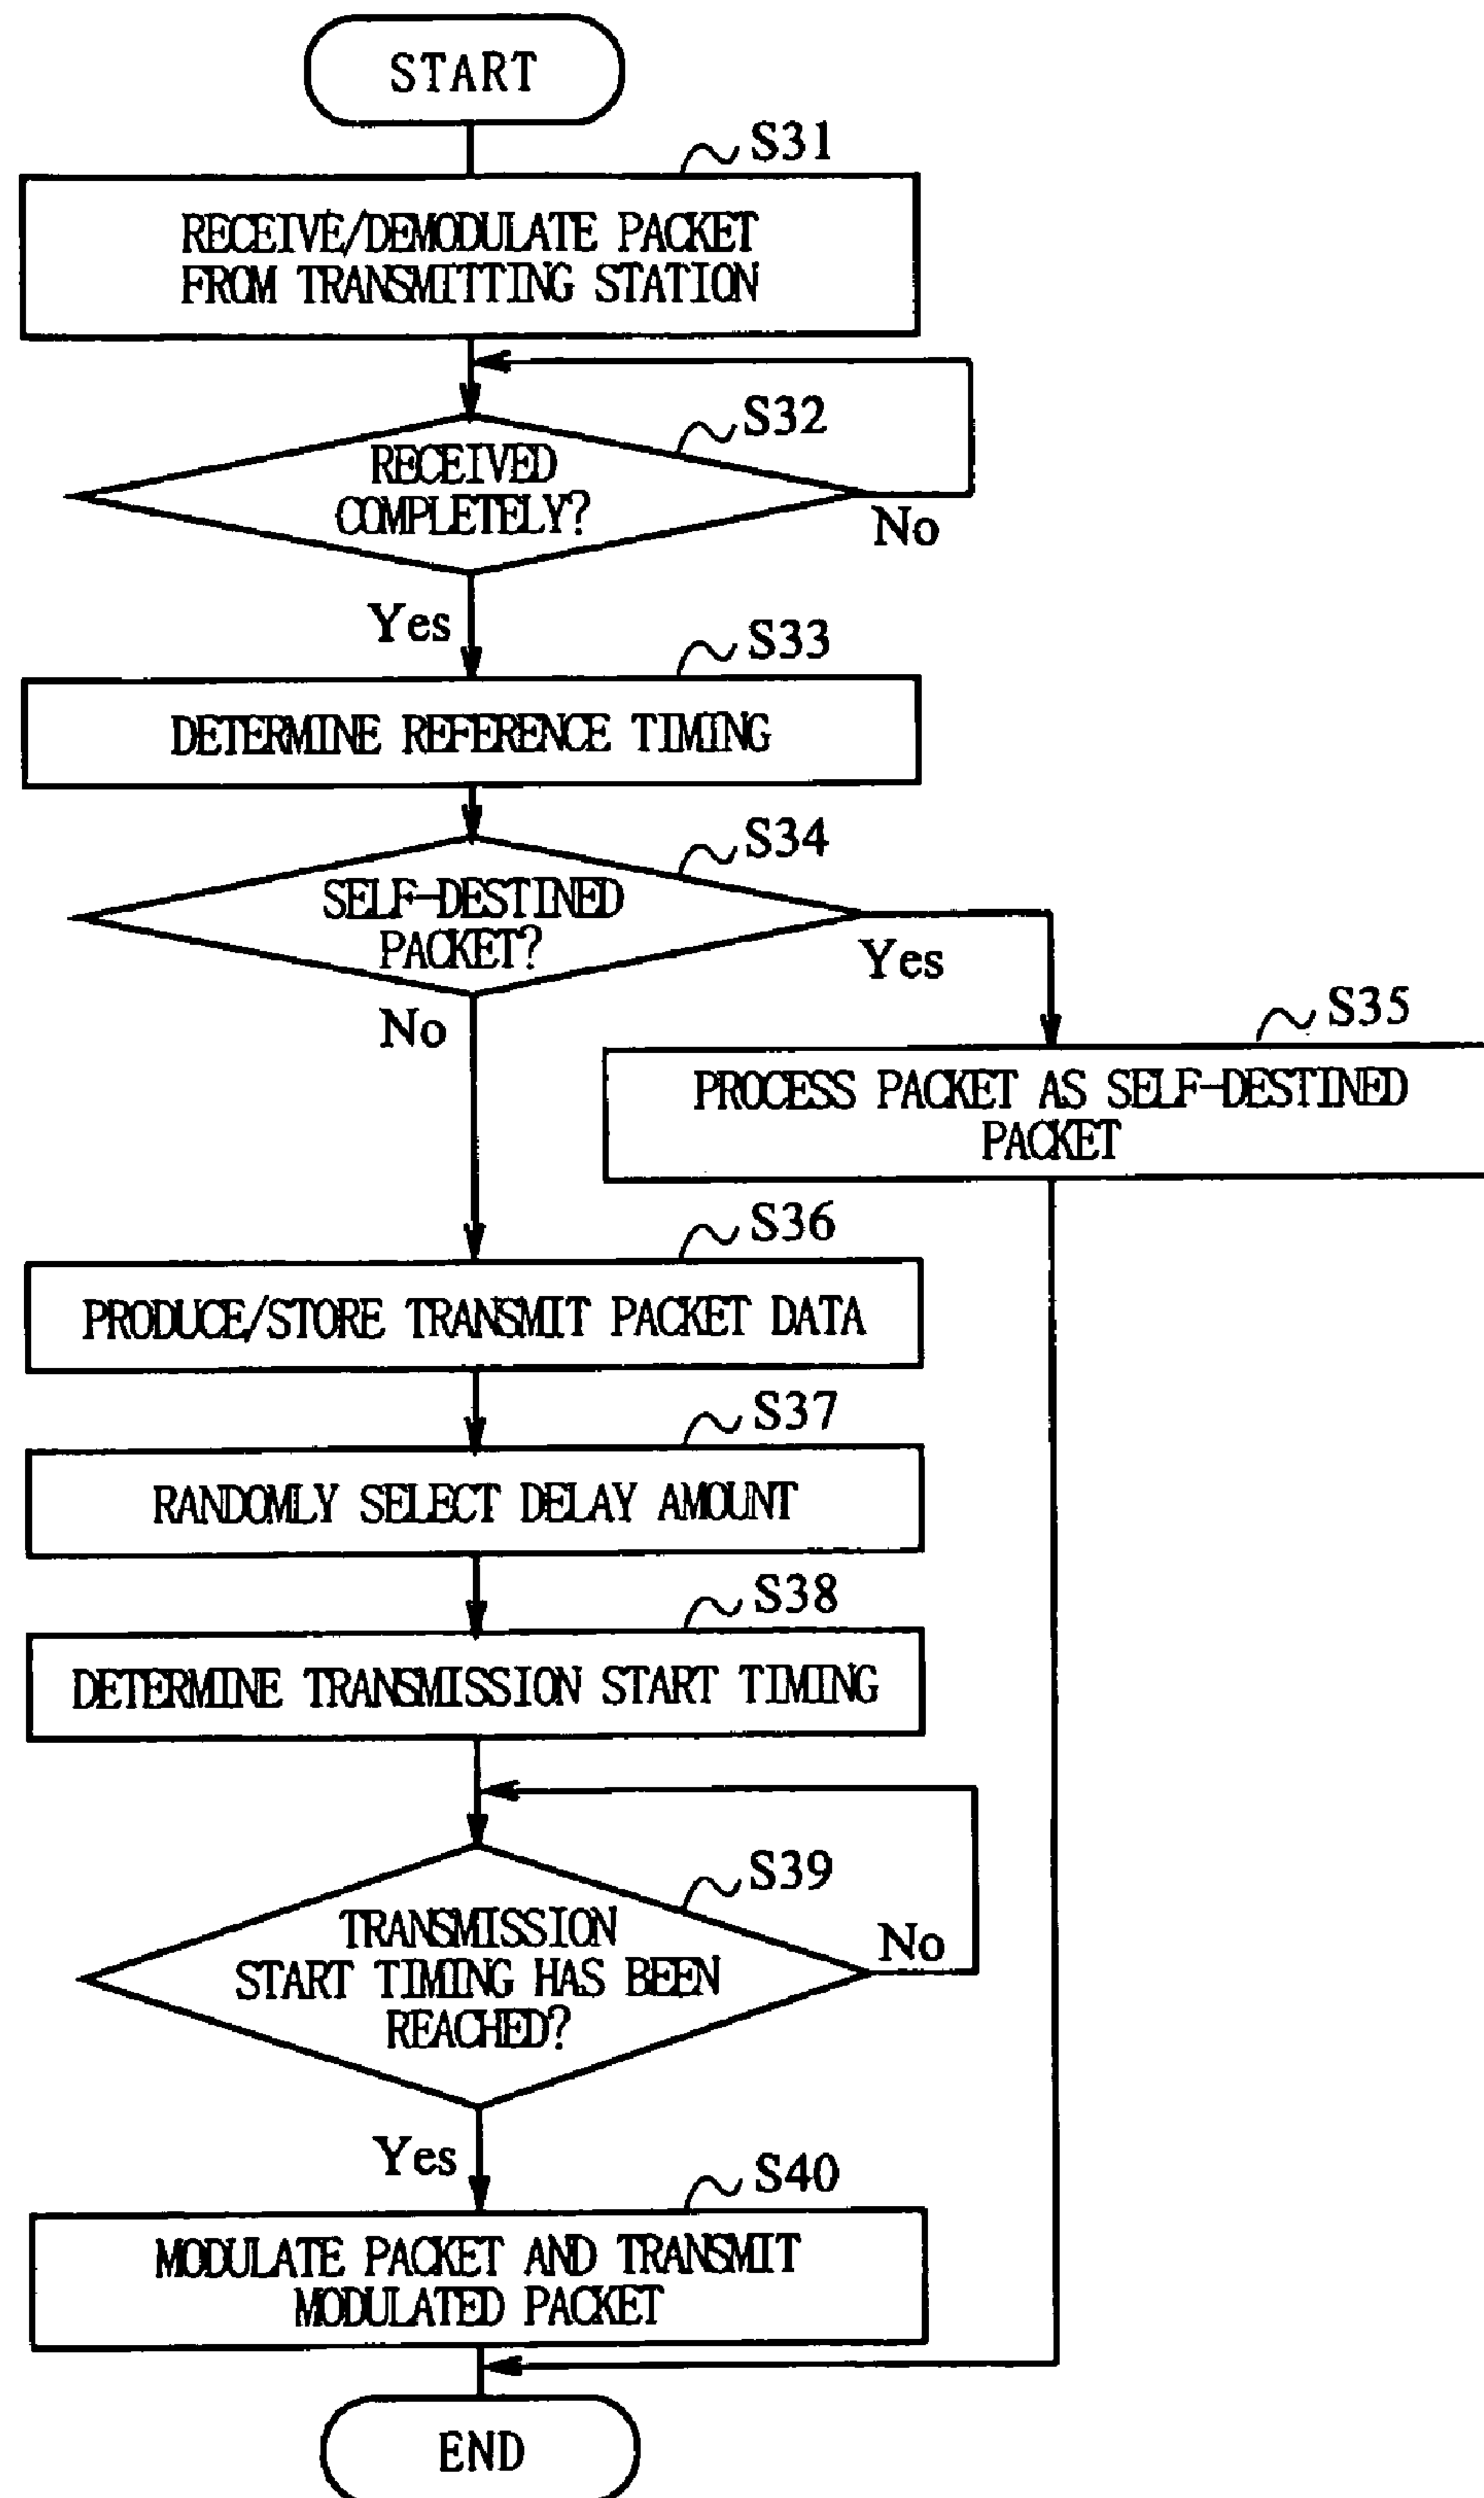 START
S31
RECEIVE/DEMODULATE PACKET
FROM TRANSMITTING STATION
S32
RECEIVED
COMPLETELY?
No
Yes
S33
DETERMINE REFERENCE TIMING
S34
SELF-DESTINED
PACKET?
Yes
No
S35
PROCESS PACKET AS SELF-DESTINED
PACKET
S36
PRODUCE/STORE TRANSMIT PACKET DATA
S37
RANDOMLY SELECT DELAY AMOUNT
S38
DETERMINE TRANSMISSION START TIMING
S39
TRANSMISSION
START TIMING HAS BEEN
REACHED?
No
Yes
S40
MODULATE PACKET AND TRANSMIT
MODULATED PACKET
END